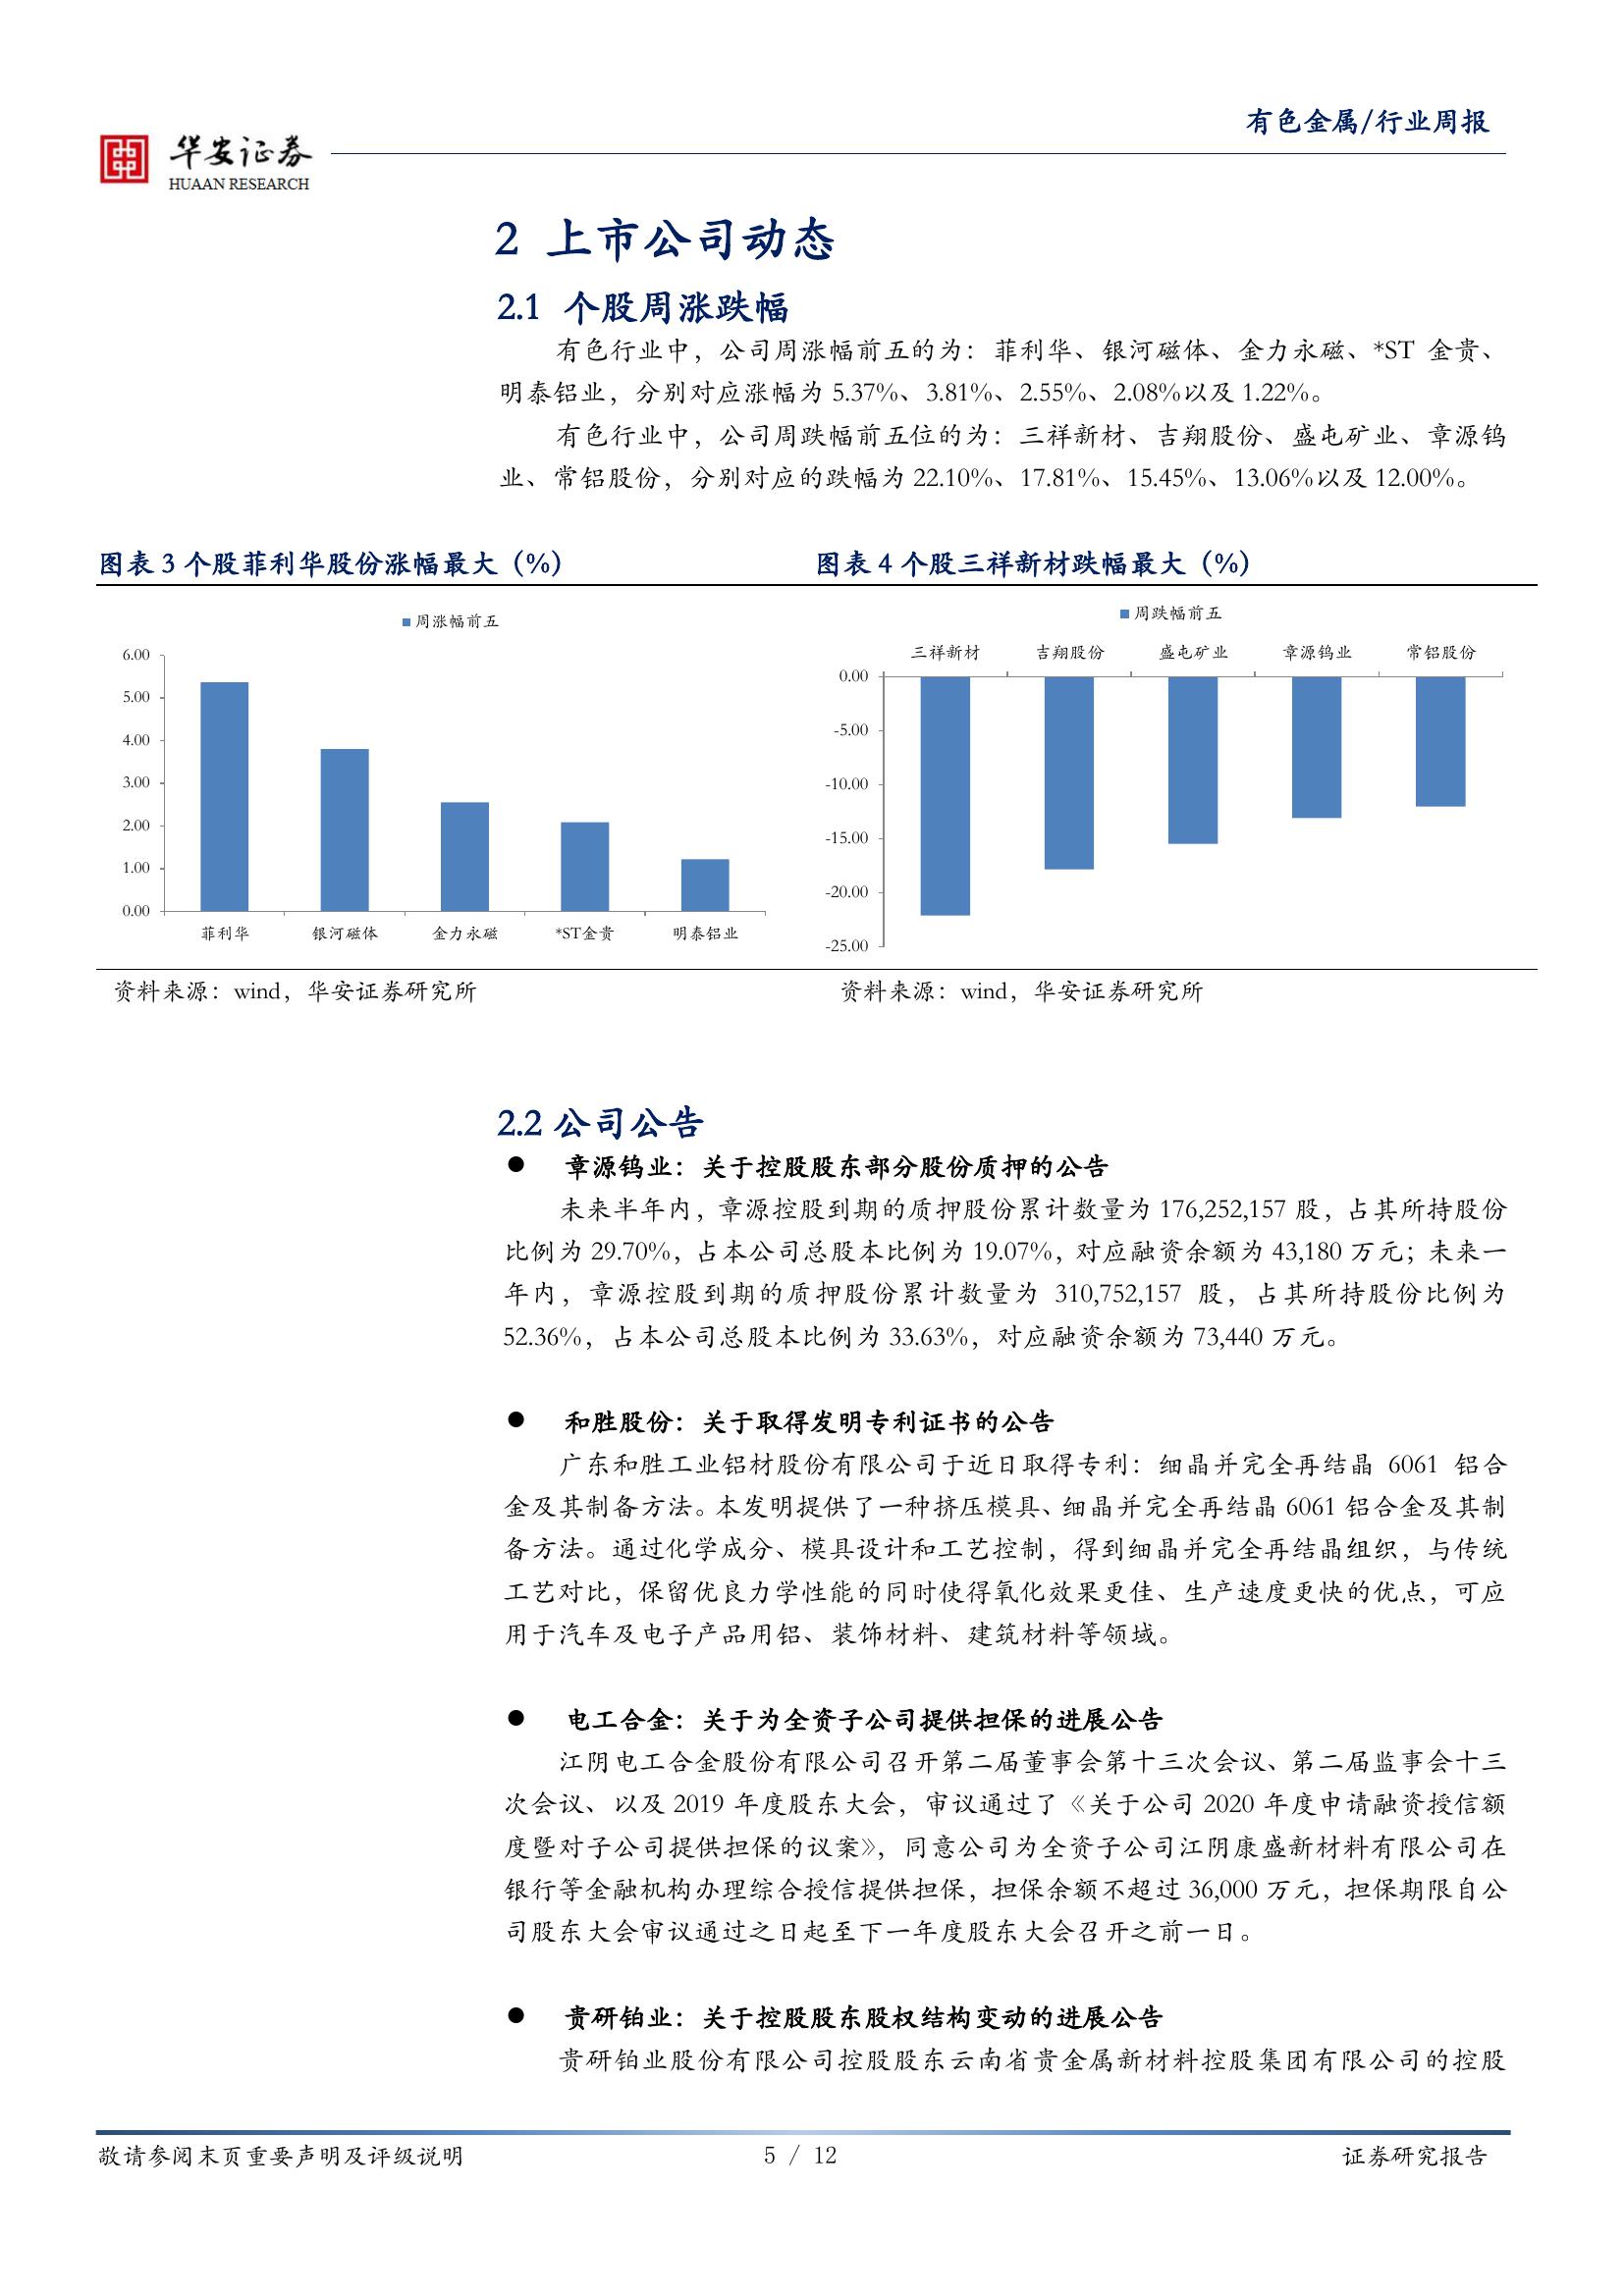 有色金属/行业周报
华安证券
HUAAN RESEARCH
2 上市公司动态
2.1 个股周涨跌幅
有色行业中，公司周涨幅前五的为：菲利华、银河磁体、金力永磁、*ST 金贵、
明泰铝业，分别对应涨幅为 5.37%、3.81%、2.55%、2.08%以及 1.22%。
有色行业中，公司周跌幅前五位的为：三祥新材、吉翔股份、盛屯矿业、章源钨
业、常铝股份，分别对应的跌幅为 22.10%、17.81%、15.45%、13.06%以及 12.00%。
图表 3 个股菲利华股份涨幅最大（%）
周涨幅前五
6.00
5.00
4.00
3.00
2.00
1.00
0.00
菲利华 银河磁体 金力永磁 *ST金贵 明泰铝业
资料来源：wind，华安证券研究所
图表 4 个股三祥新材跌幅最大（%）
周跌幅前五
三祥新材 吉翔股份 盛屯矿业 章源钨业 常铝股份
0.00
-5.00
-10.00
-15.00
-20.00
-25.00
资料来源：wind，华安证券研究所
2.2 公司公告
● 章源钨业：关于控股股东部分股份质押的公告
未来半年内，章源控股到期的质押股份累计数量为 176,252,157 股，占其所持股份
比例为 29.70%，占本公司总股本比例为 19.07%，对应融资余额为 43,180 万元；未来一
年内，章源控股到期的质押股份累计数量为 310,752,157 股，占其所持股份比例为
52.36%，占本公司总股本比例为 33.63%，对应融资余额为 73,440 万元。
● 和胜股份：关于取得发明专利证书的公告
广东和胜工业铝材股份有限公司于近日取得专利：细晶并完全再结晶 6061 铝合
金及其制备方法。本发明提供了一种挤压模具、细晶并完全再结晶 6061 铝合金及其制
备方法。通过化学成分、模具设计和工艺控制，得到细晶并完全再结晶组织，与传统
工艺对比，保留优良力学性能的同时使得氧化效果更佳、生产速度更快的优点，可应
用于汽车及电子产品用铝、装饰材料、建筑材料等领域。
● 电工合金：关于为全资子公司提供担保的进展公告
江阴电工合金股份有限公司召开第二届董事会第十三次会议、第二届监事会十三
次会议、以及 2019 年度股东大会，审议通过了《关于公司 2020 年度申请融资授信额
度暨对子公司提供担保的议案》，同意公司为全资子公司江阴康盛新材料有限公司在
银行等金融机构办理综合授信提供担保，担保余额不超过 36,000 万元，担保期限自公
司股东大会审议通过之日起至下一年度股东大会召开之前一日。
● 贵研铂业：关于控股股东股权结构变动的进展公告
贵研铂业股份有限公司控股股东云南省贵金属新材料控股集团有限公司的控股
敬请参阅末页重要声明及评级说明
5 / 12
证券研究报告